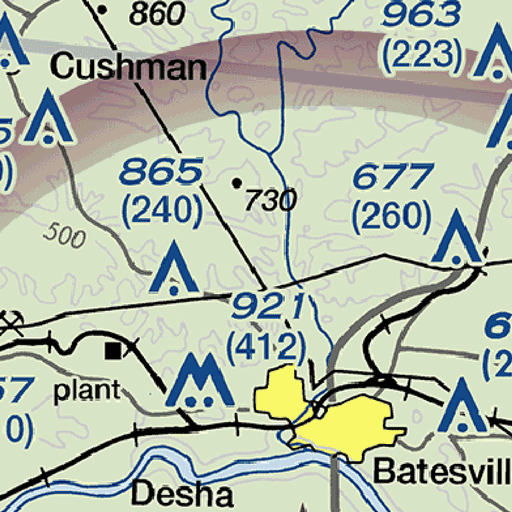 860
963
(223)
Cushman
865
(240)
730
677
(260)
500
921
(412)
plant
Batesvill
Desha